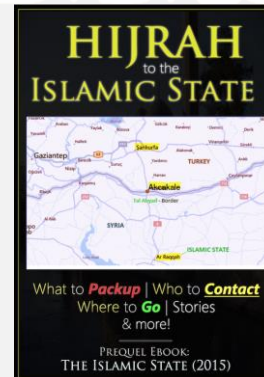 HIJRAH
to the
ISLAMIC STATE
Gaziantep
Sanliurfa
TURKEY
Akcakale
Tal Abyad - Border
SYRIA
ISLAMIC STATE
Ar Raqqah
What to Packup | Who to Contact
Where to Go | Stories
& more!
PREQUEL EBOOK:
THE ISLAMIC STATE (2015)